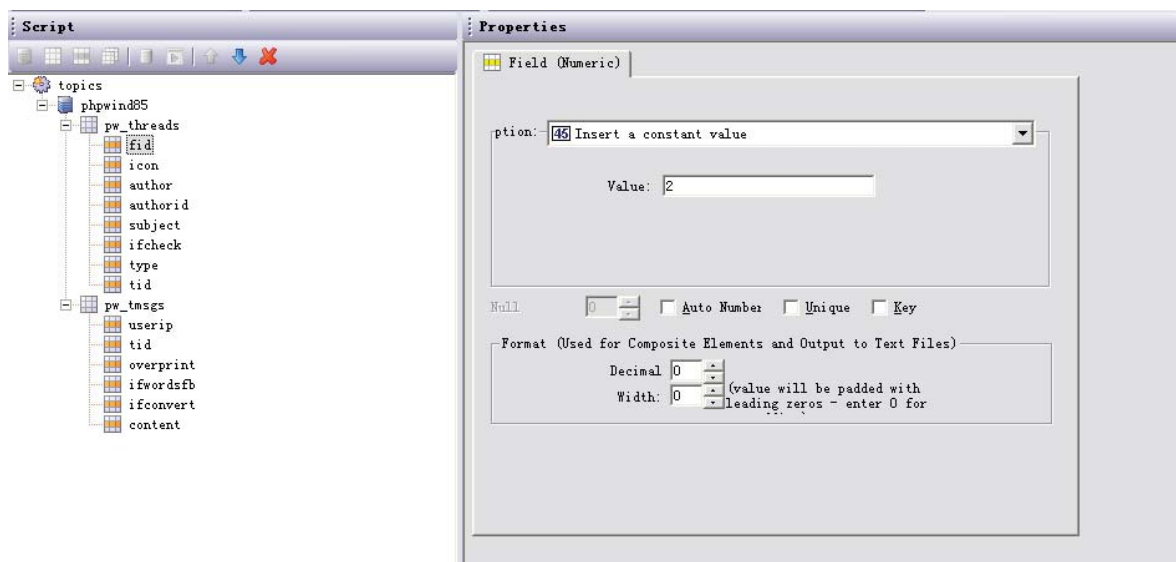 Script
Properties
topics
phpwind85
pw_threads
fid
icon
author
authorid
subject
ifcheck
type
tid
pw_tmsgs
userip
tid
overprint
ifwordsfb
ifconvert
content
Field (Numeric)
ption: 45 Insert a constant value
Value: 2
Null 0 Auto Number Unique Key
Format (Used for Composite Elements and Output to Text Files)
Decimal 0
Width: 0 (value will be padded with
leading zeros - enter 0 for